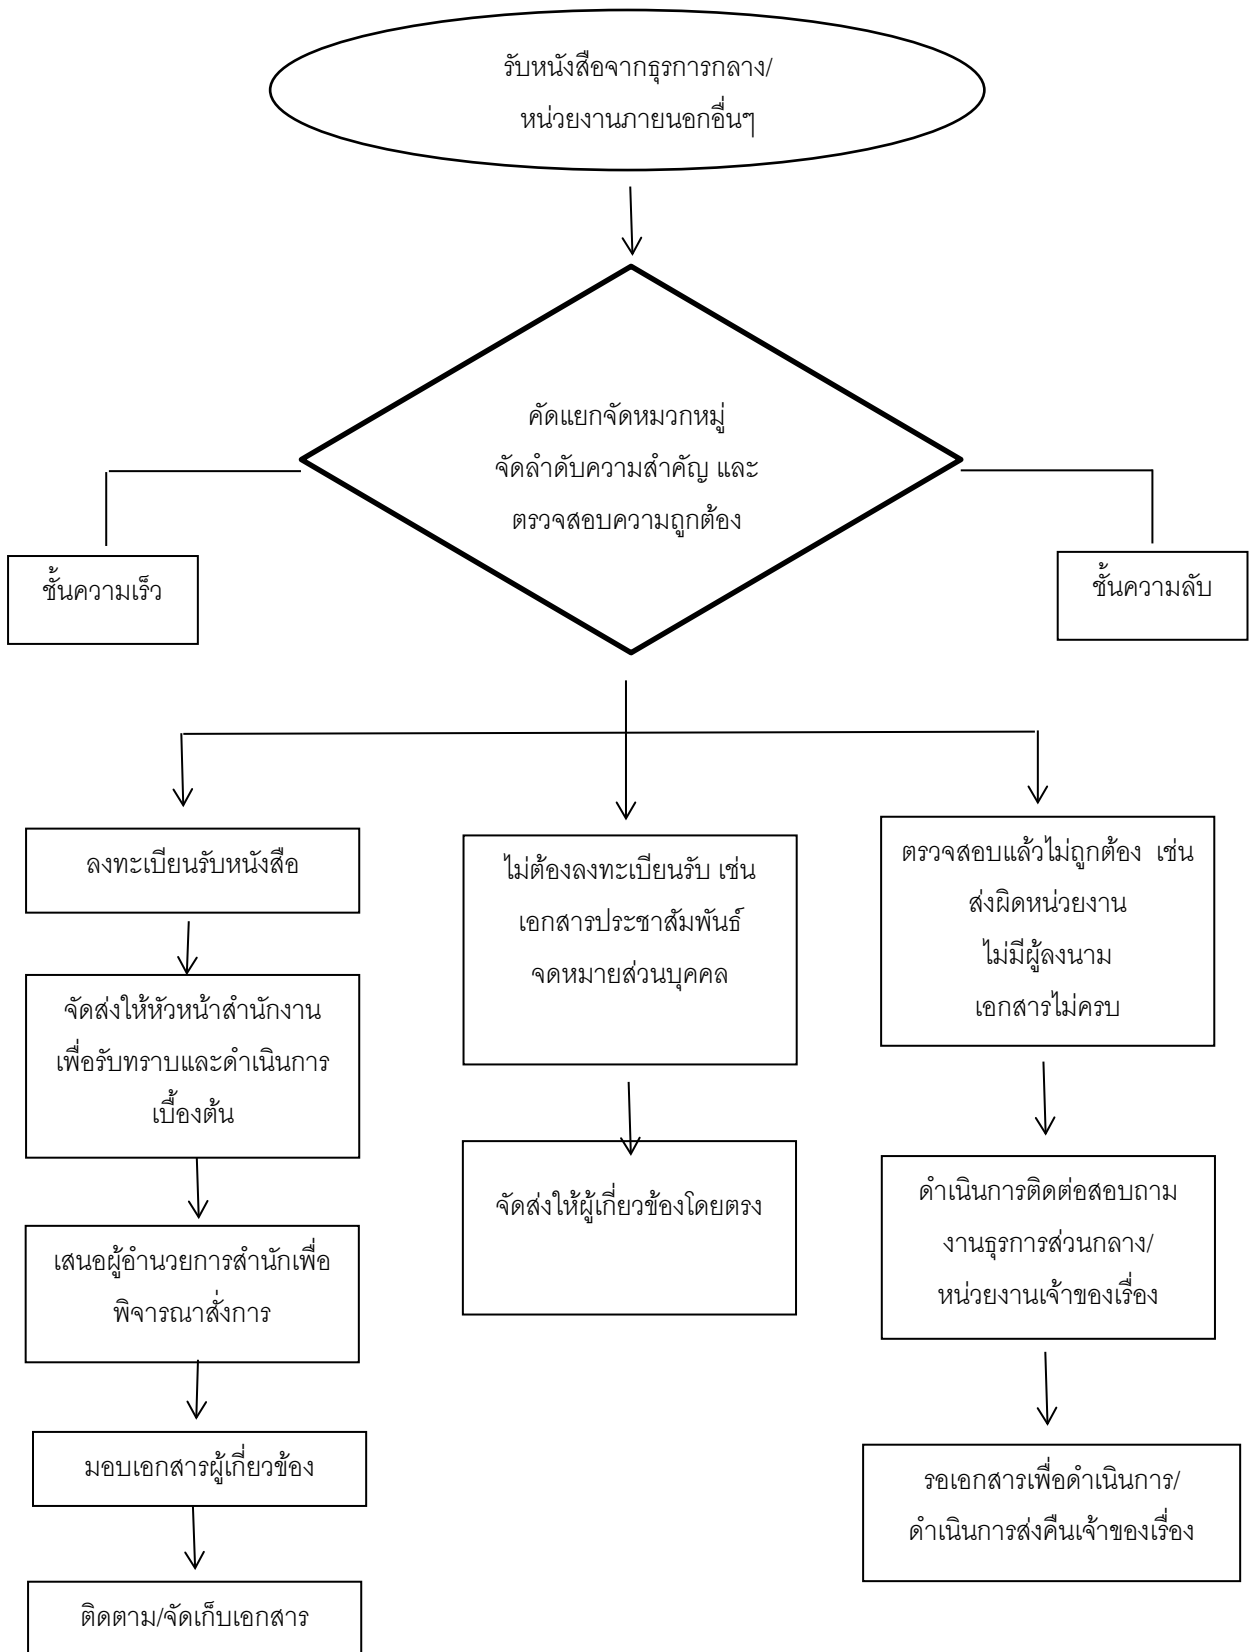 รับหนังสือจากธุรการกลาง/
หน่วยงานภายนอกอื่นๆ
คัดแยกจัดหมวกหมู่
จัดลำดับความสำคัญ และ
ตรวจสอบความถูกต้อง
ชั้นความเร็ว
ชั้นความลับ
ลงทะเบียนรับหนังสือ
จัดส่งให้หัวหน้าสำนักงาน
เพื่อรับทราบและดำเนินการ
เบื้องต้น
เสนอผู้อำนวยการสำนักเพื่อ
พิจารณาสั่งการ
มอบเอกสารผู้เกี่ยวข้อง
ติดตาม/จัดเก็บเอกสาร
ไม่ต้องลงทะเบียนรับ เช่น
เอกสารประชาสัมพันธ์
จดหมายส่วนบุคคล
จัดส่งให้ผู้เกี่ยวข้องโดยตรง
ตรวจสอบแล้วไม่ถูกต้อง เช่น
ส่งผิดหน่วยงาน
ไม่มีผู้ลงนาม
เอกสารไม่ครบ
ดำเนินการติดต่อสอบถาม
งานธุรการส่วนกลาง/
หน่วยงานเจ้าของเรื่อง
รอเอกสารเพื่อดำเนินการ/
ดำเนินการส่งคืนเจ้าของเรื่อง